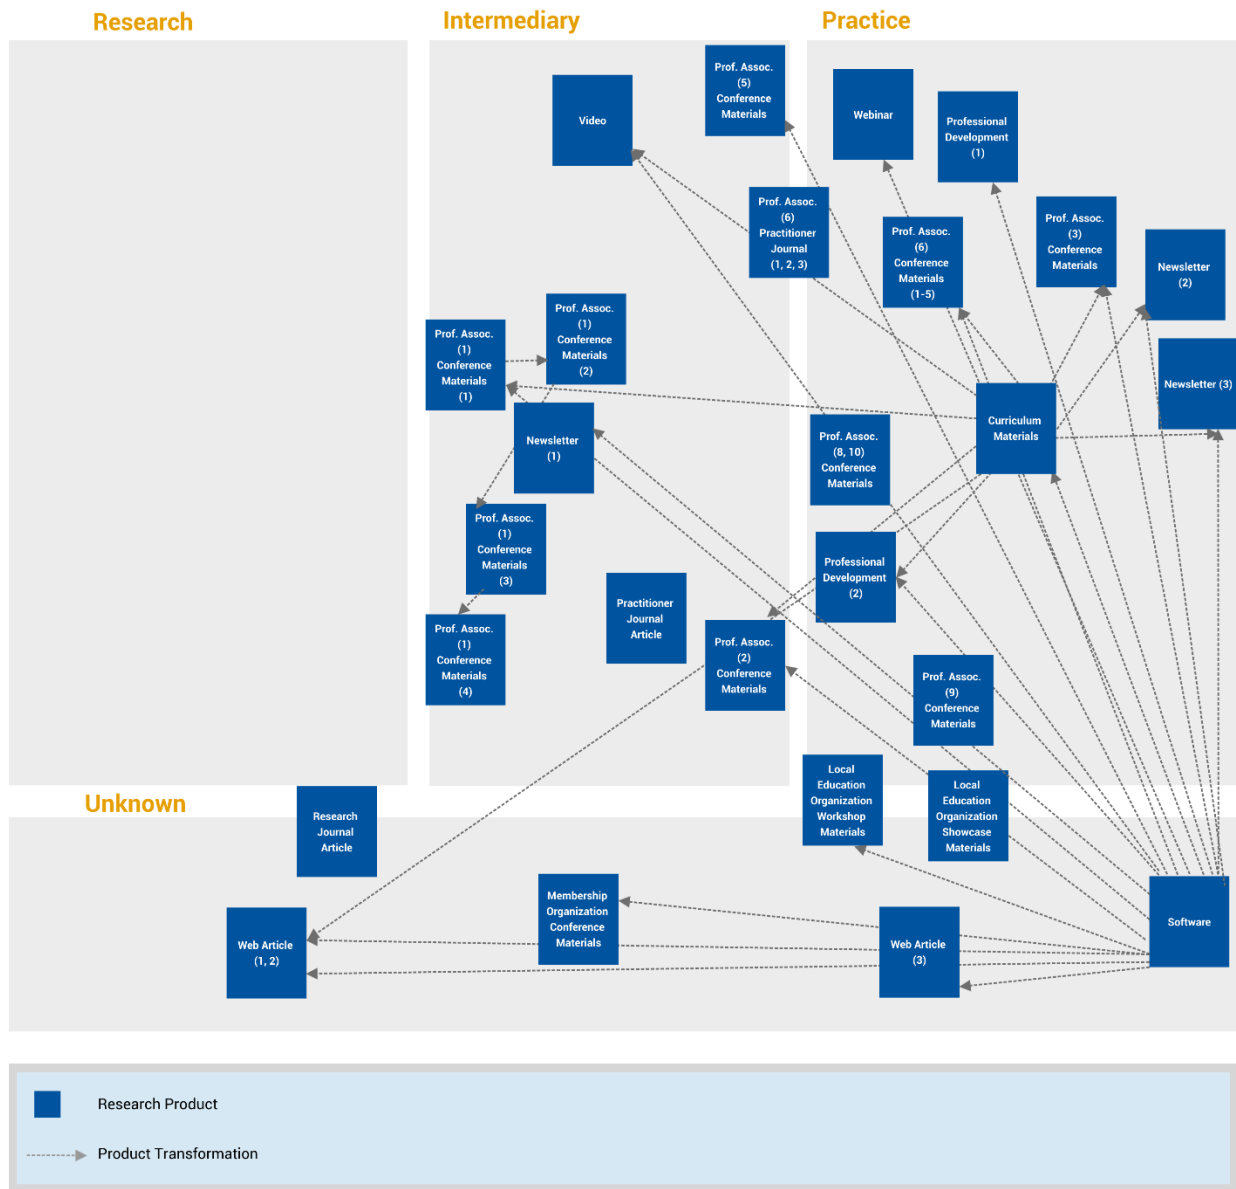 Research
Intermediary
Practice
Prof. Assoc.
(5)
Conference
Materials
Video
Webinar
Professional
Development
(1)
Prof. Assoc.
(6)
Practitioner
Journal
(1, 2, 3)
Prof. Assoc.
(6)
Conference
Materials
(1-5)
Prof. Assoc.
(3)
Conference
Materials
Newsletter
(2)
Prof. Assoc.
(1)
Conference
Materials
(1)
Prof. Assoc.
(1)
Conference
Materials
(2)
Newsletter (3)
Newsletter
(1)
Curriculum
Materials
Prof. Assoc.
(8, 10)
Conference
Materials
Prof. Assoc.
(1)
Conference
Materials
(3)
Professional
Development
(2)
Practitioner
Journal
Article
Prof. Assoc.
(1)
Conference
Materials
(4)
Prof. Assoc.
(2)
Conference
Materials
Prof. Assoc.
(9)
Conference
Materials
Local
Education
Organization
Workshop
Materials
Local
Education
Organization
Showcase
Materials
Unknown
Research
Journal
Article
Membership
Organization
Conference
Materials
Web Article
(1, 2)
Web Article
(3)
Software
Research Product
Product Transformation